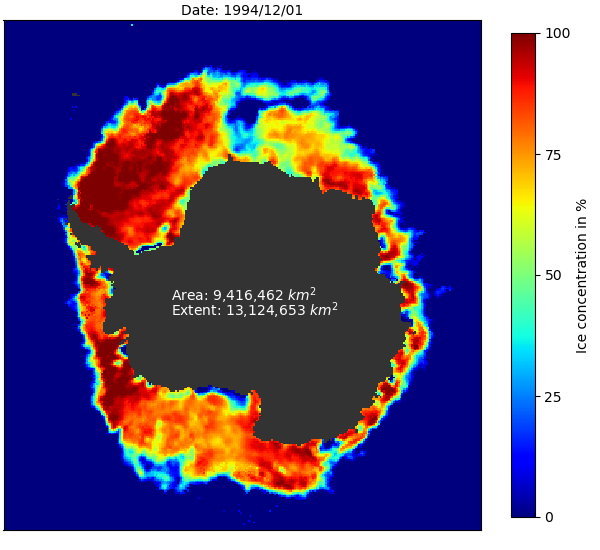 Date: 1994/12/01
Area: 9,416,462 km²
Extent: 13,124,653 km²
100
75
50
25
0
Ice concentration in %